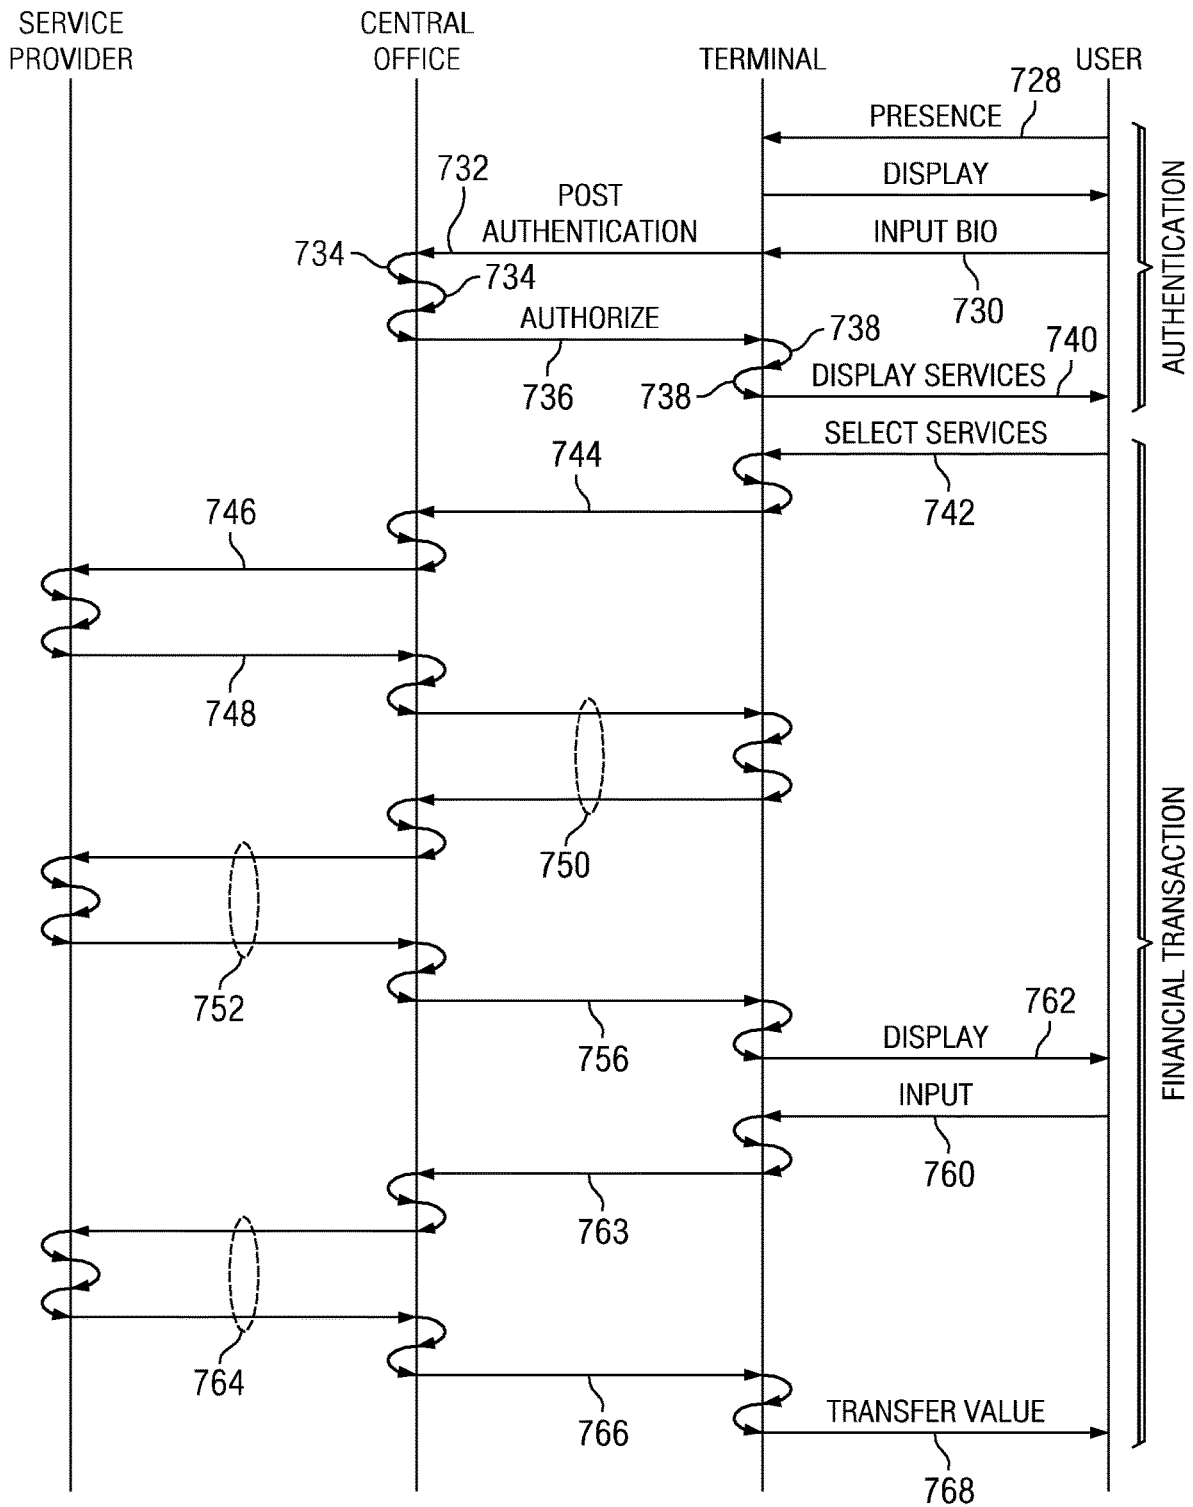 SERVICE
PROVIDER
CENTRAL
OFFICE
TERMINAL
USER
728
PRESENCE
DISPLAY
732
POST
AUTHENTICATION
INPUT BIO
734
734
730
AUTHENTICATION
AUTHORIZE
738
740
736
738
DISPLAY SERVICES
SELECT SERVICES
744
742
746
748
750
752
756
762
DISPLAY
FINANCIAL TRANSACTION
INPUT
760
763
764
766
TRANSFER VALUE
768